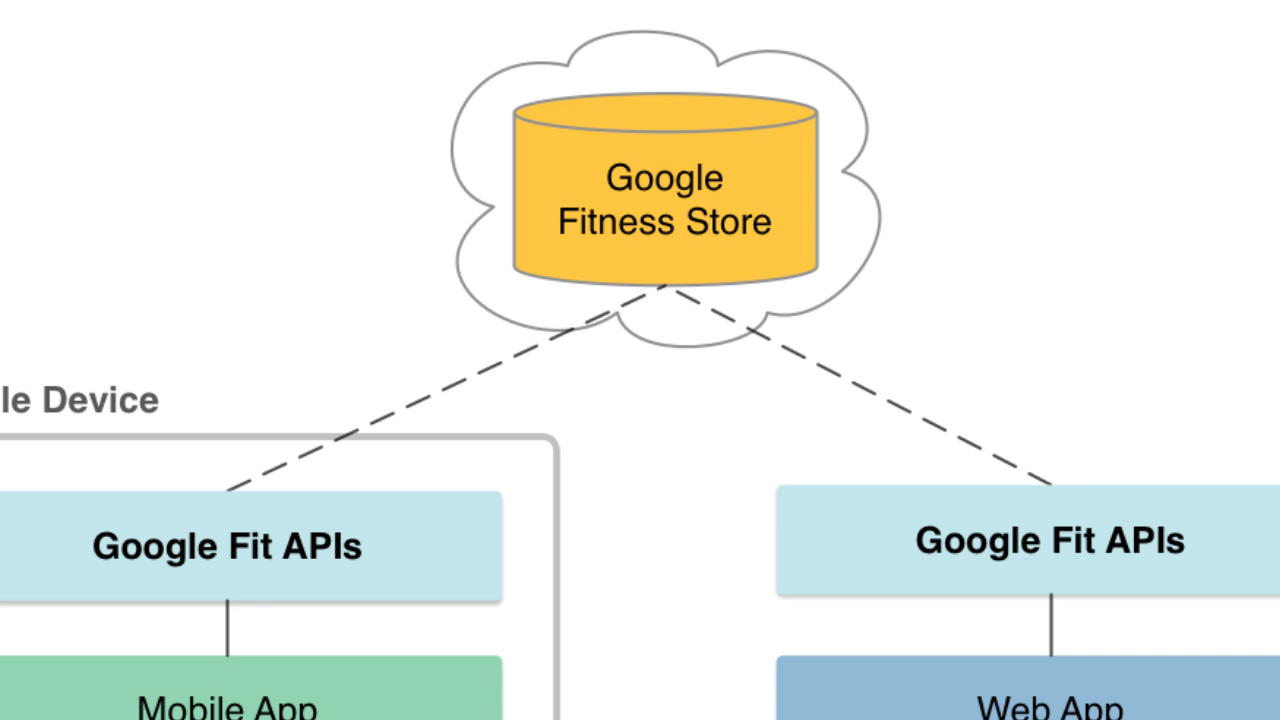 Google
Fitness Store
le Device
Google Fit APIs
Google Fit APIs
Mobile App
Web App